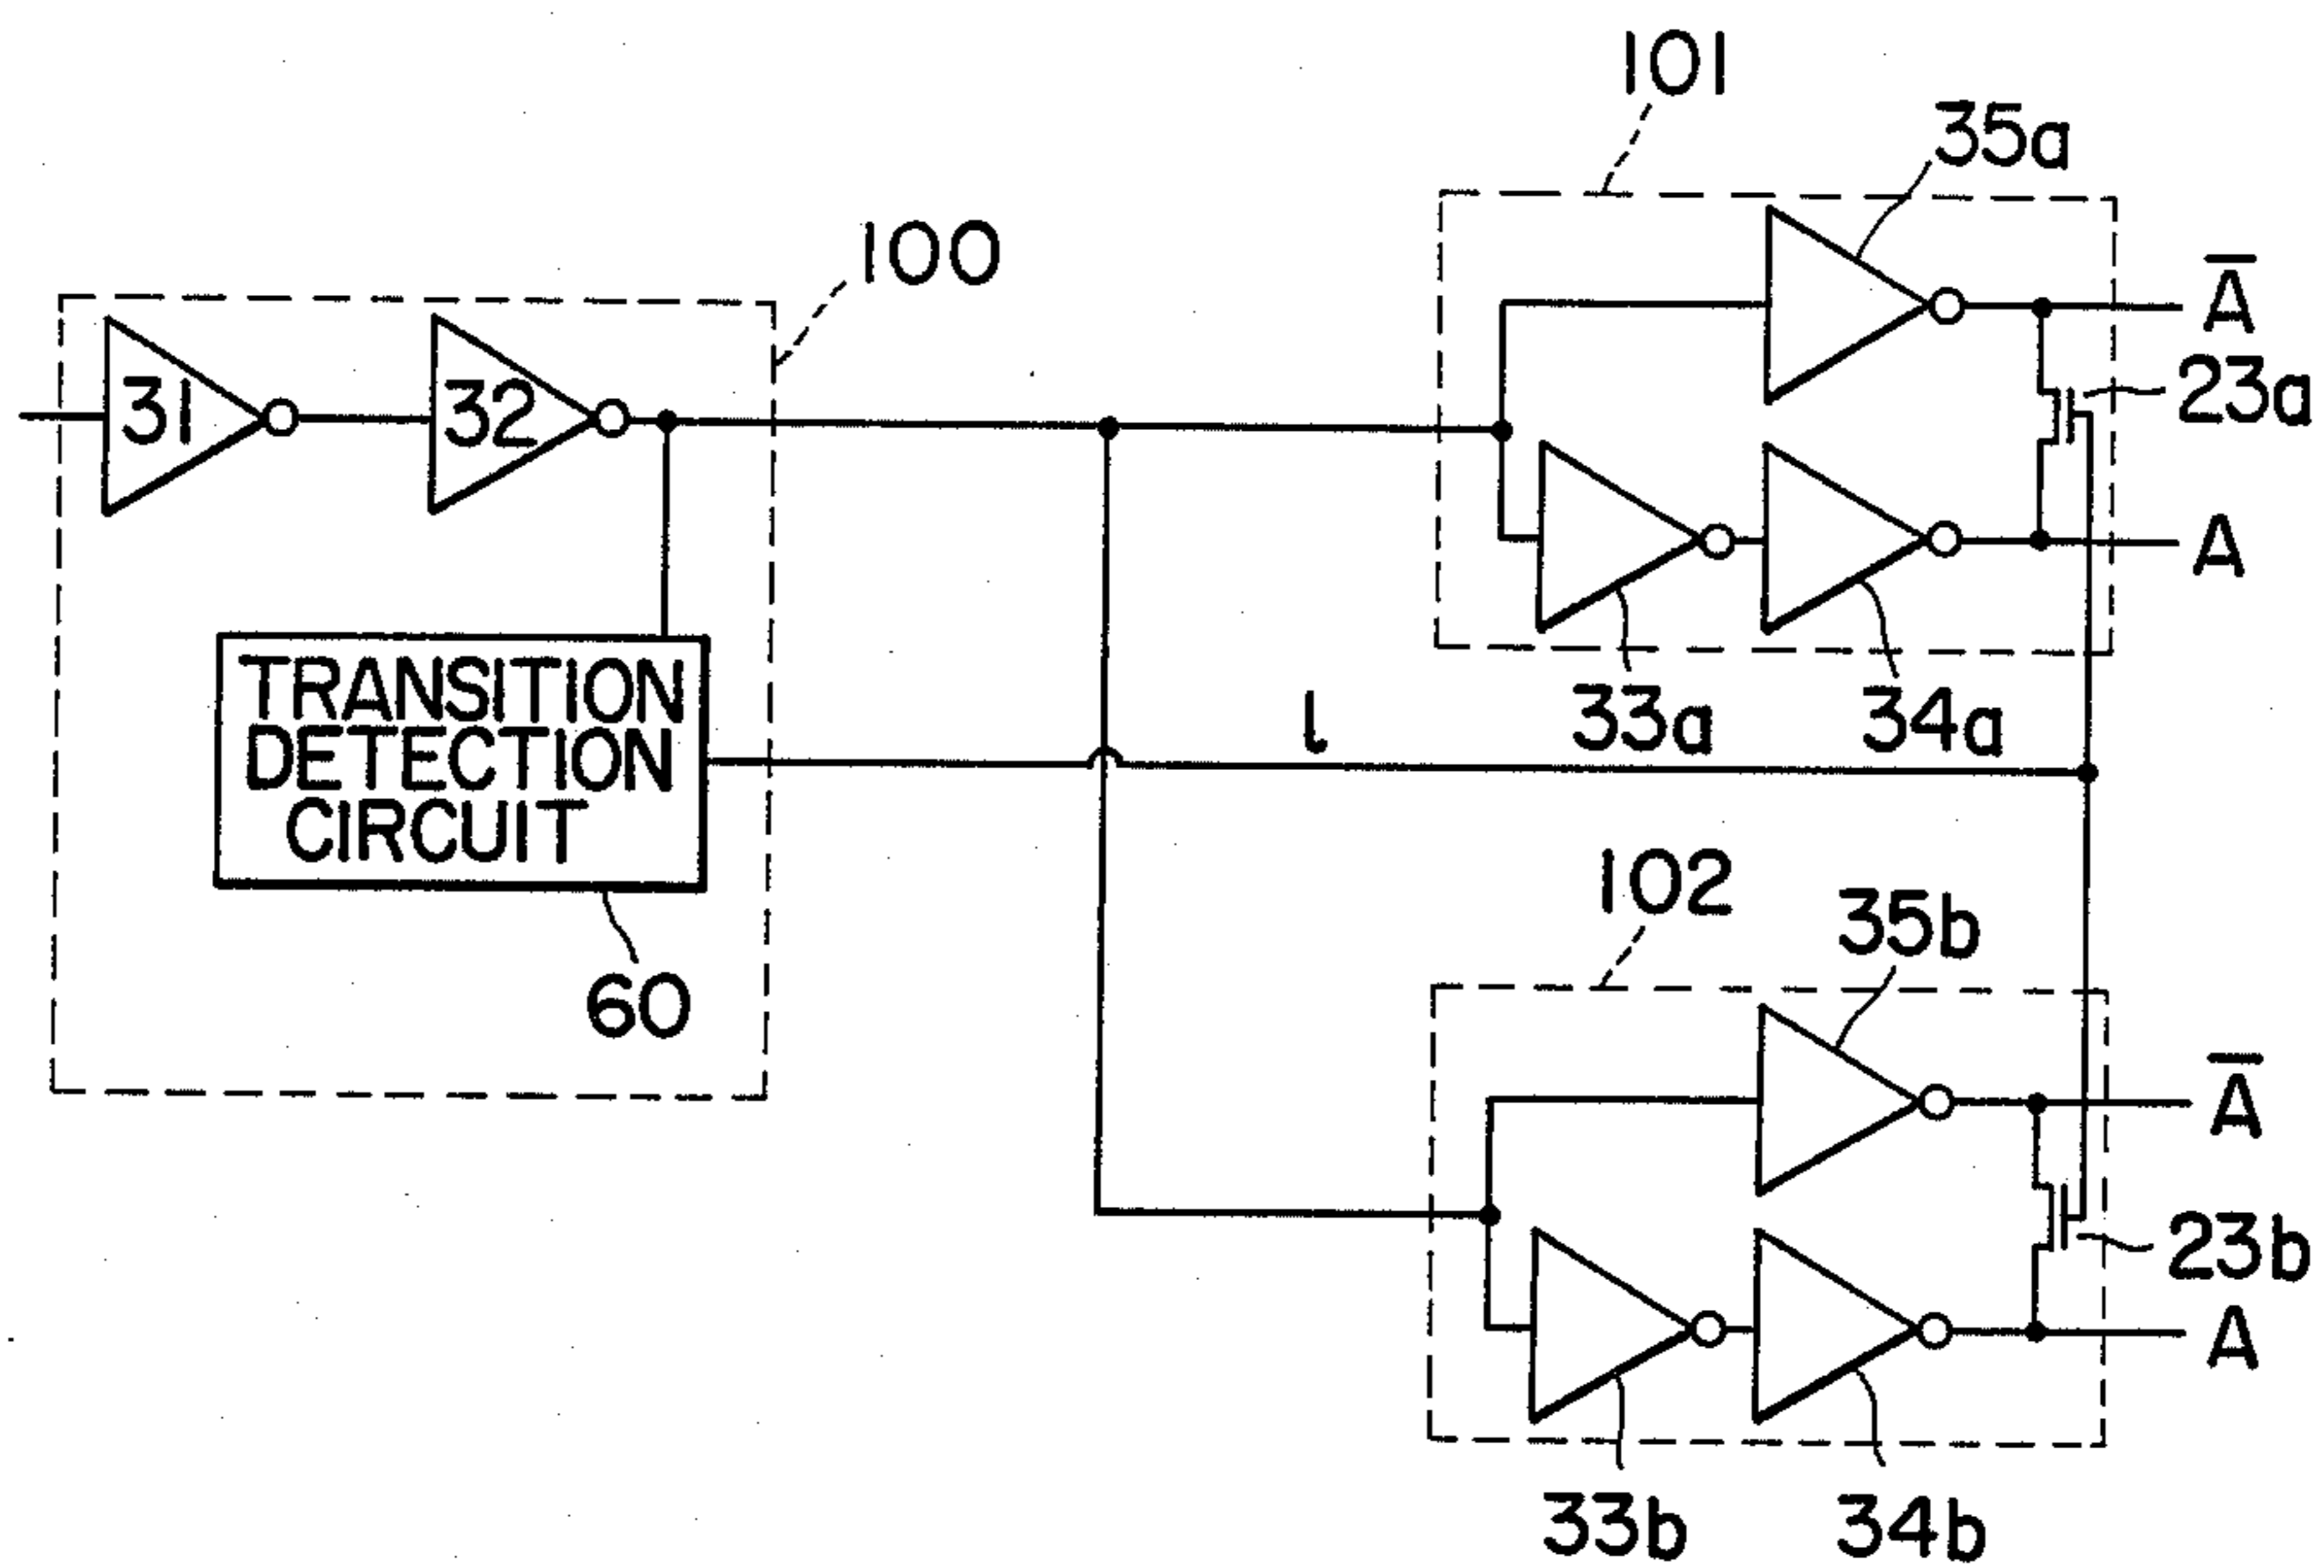 101
35a
100
A̅
23a
31
32
A
TRANSITION
DETECTION
CIRCUIT
33a
34a
l
102
35b
60
A̅
23b
A
33b
34b